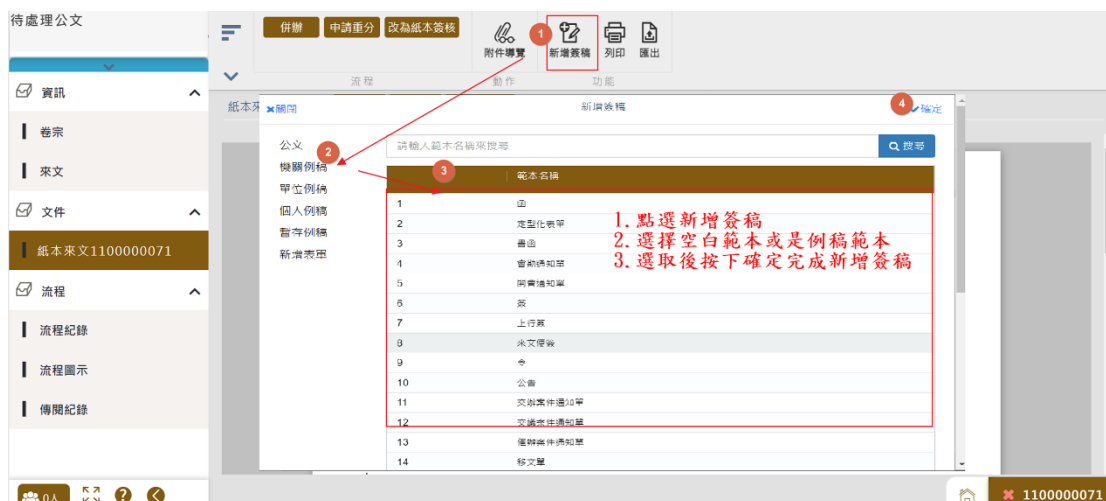 待處理公文
併辦 申請重分 改為紙本簽核
附件導覽 1 新增簽稿 列印 匯出
流程 動作 功能
資訊
卷宗
來文
文件
紙本來文1100000071
流程
流程紀錄
流程圖示
傳閱紀錄
0人
紙本來
關閉 新增簽稿 4 確定
公文 2
機關例稿
單位例稿
個人例稿
暫存例稿
新增表單
請輸入範本名稱來搜尋 搜尋
3 範本名稱
1 函
2 定型化表單
3 書函
4 會勘通知單
5 開會通知單
6 簽
7 上行簽
8 來文便簽
9 令
10 公告
11 交辦案件通知單
12 交議案件通知單
13 催辦案件通知單
14 移文單
1.點選新增簽稿
2.選擇空白範本或是例稿範本
3.選取後按下確定完成新增簽稿
1100000071